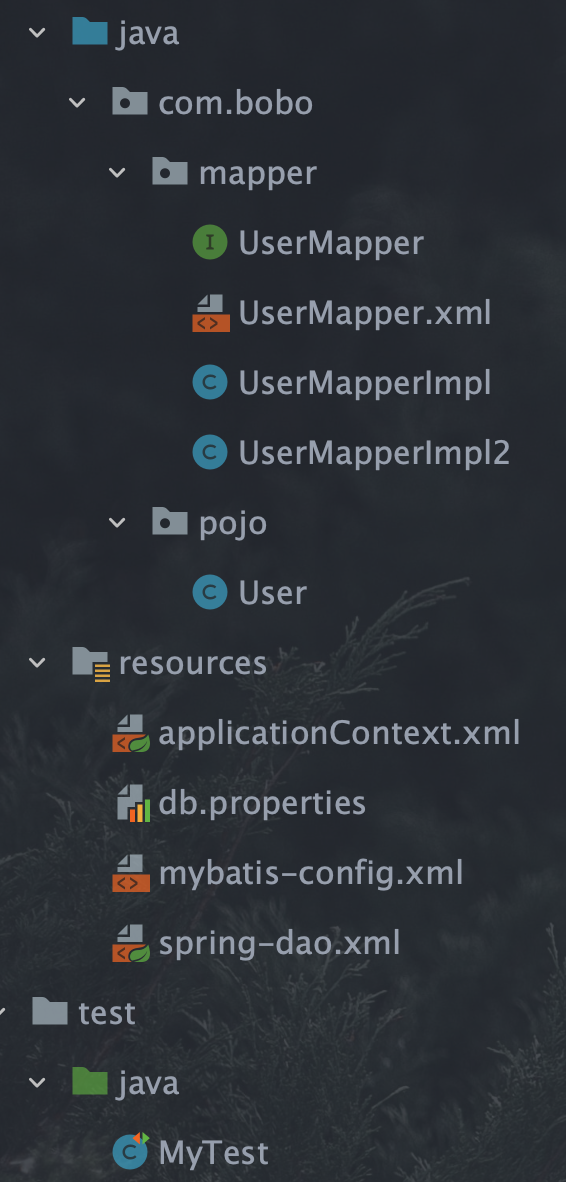 java
com.bobo
mapper
UserMapper
UserMapper.xml
UserMapperImpl
UserMapperImpl2
pojo
User
resources
applicationContext.xml
db.properties
mybatis-config.xml
spring-dao.xml
test
java
MyTest